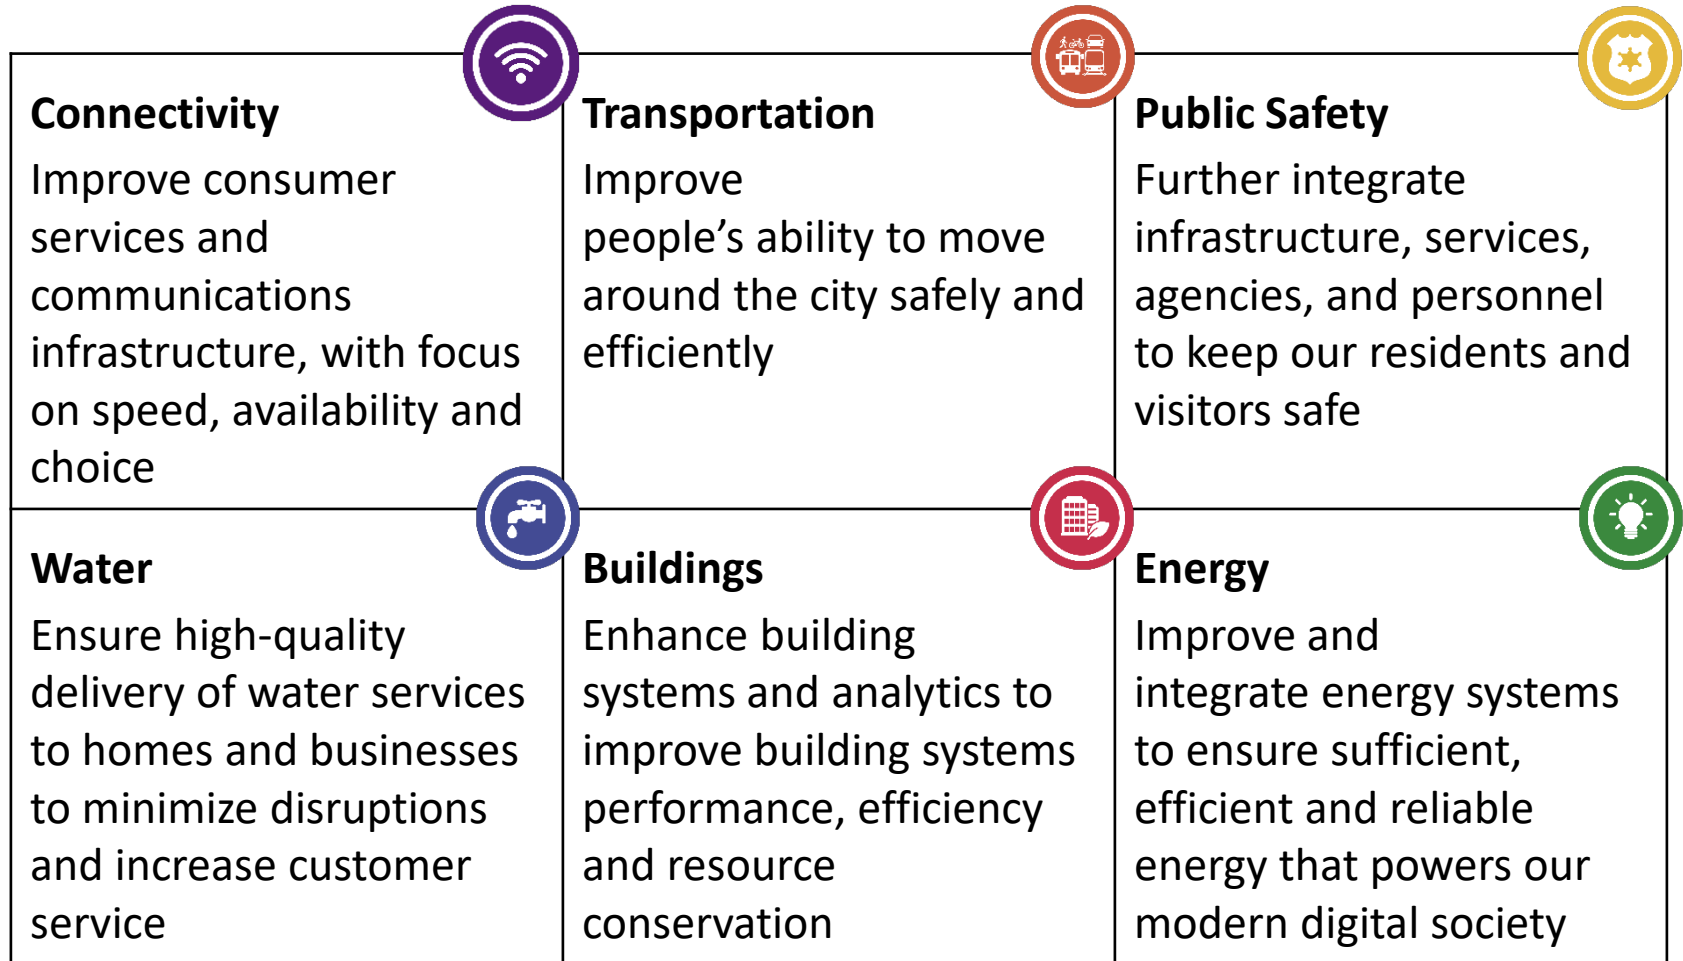 Connectivity
Improve consumer
services and
communications
infrastructure, with focus
on speed, availability and
choice
Transportation
Improve
people’s ability to move
around the city safely and
efficiently
Public Safety
Further integrate
infrastructure, services,
agencies, and personnel
to keep our residents and
visitors safe
Water
Ensure high-quality
delivery of water services
to homes and businesses
to minimize disruptions
and increase customer
service
Buildings
Enhance building
systems and analytics to
improve building systems
performance, efficiency
and resource
conservation
Energy
Improve and
integrate energy systems
to ensure sufficient,
efficient and reliable
energy that powers our
modern digital society